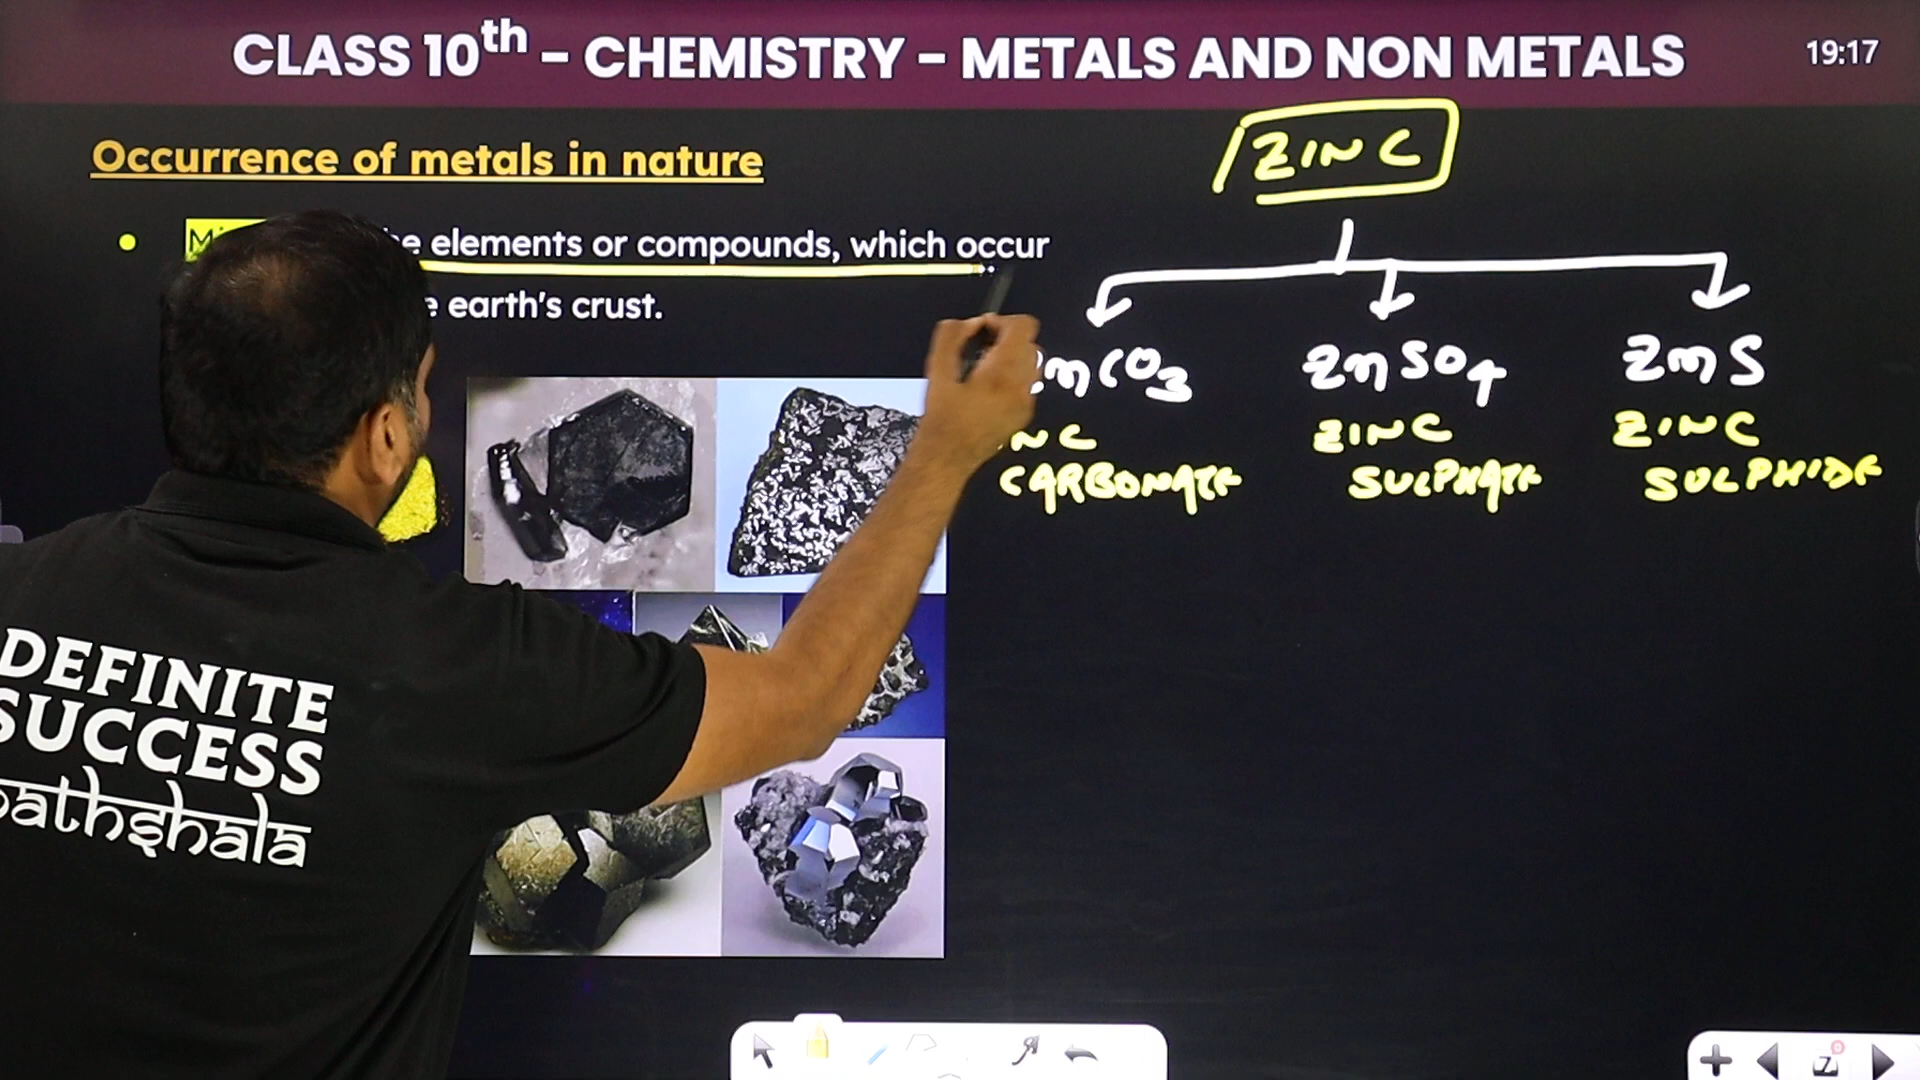 CLASS 10th - CHEMISTRY - METALS AND NON METALS
19:17
Occurrence of metals in nature
elements or compounds, which occur
earth's crust.
ZINC
ZnSO4
ZnS
ZINC
ZINC
CARBONATE
SULPHATE
SULPHIDE
DEFINITE
SUCCESS
pathshala